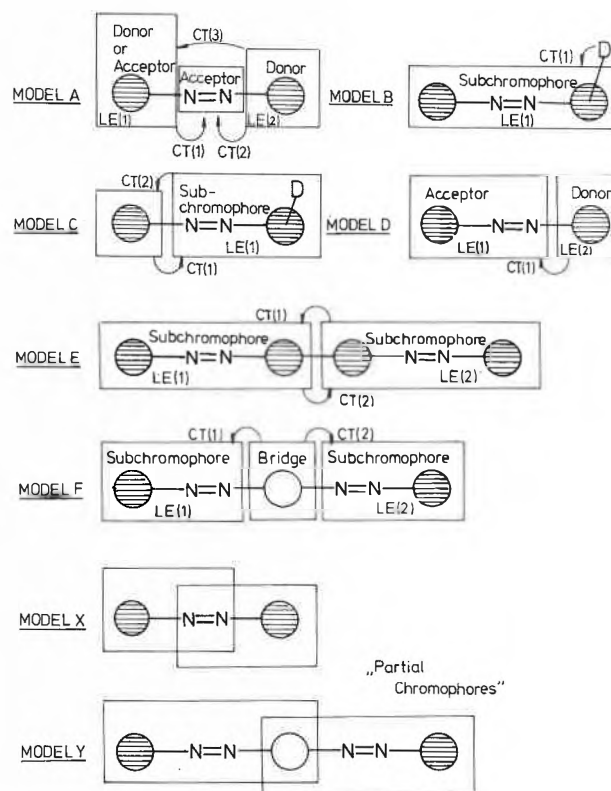 Donor
or
Acceptor
CT(3)
Acceptor
Donor
MODEL A
N=N
LE(1)
LE(2)
CT(1)
CT(2)
CT(1)
D
Subchromophore
MODEL B
N=N
LE(1)
CT(2)
Sub-
chromophore
D
MODEL C
N=N
LE(1)
CT(1)
Acceptor
Donor
MODEL D
N=N
LE(1)
LE(2)
CT(1)
CT(1)
Subchromophore
Subchromophore
MODEL E
N=N
N=N
LE(1)
LE(2)
CT(2)
CT(1)
CT(2)
Subchromophore
Bridge
Subchromophore
MODEL F
N=N
N=N
LE(1)
LE(2)
MODEL X
N=N
„Partial
Chromophores"
MODEL Y
N=N
N=N